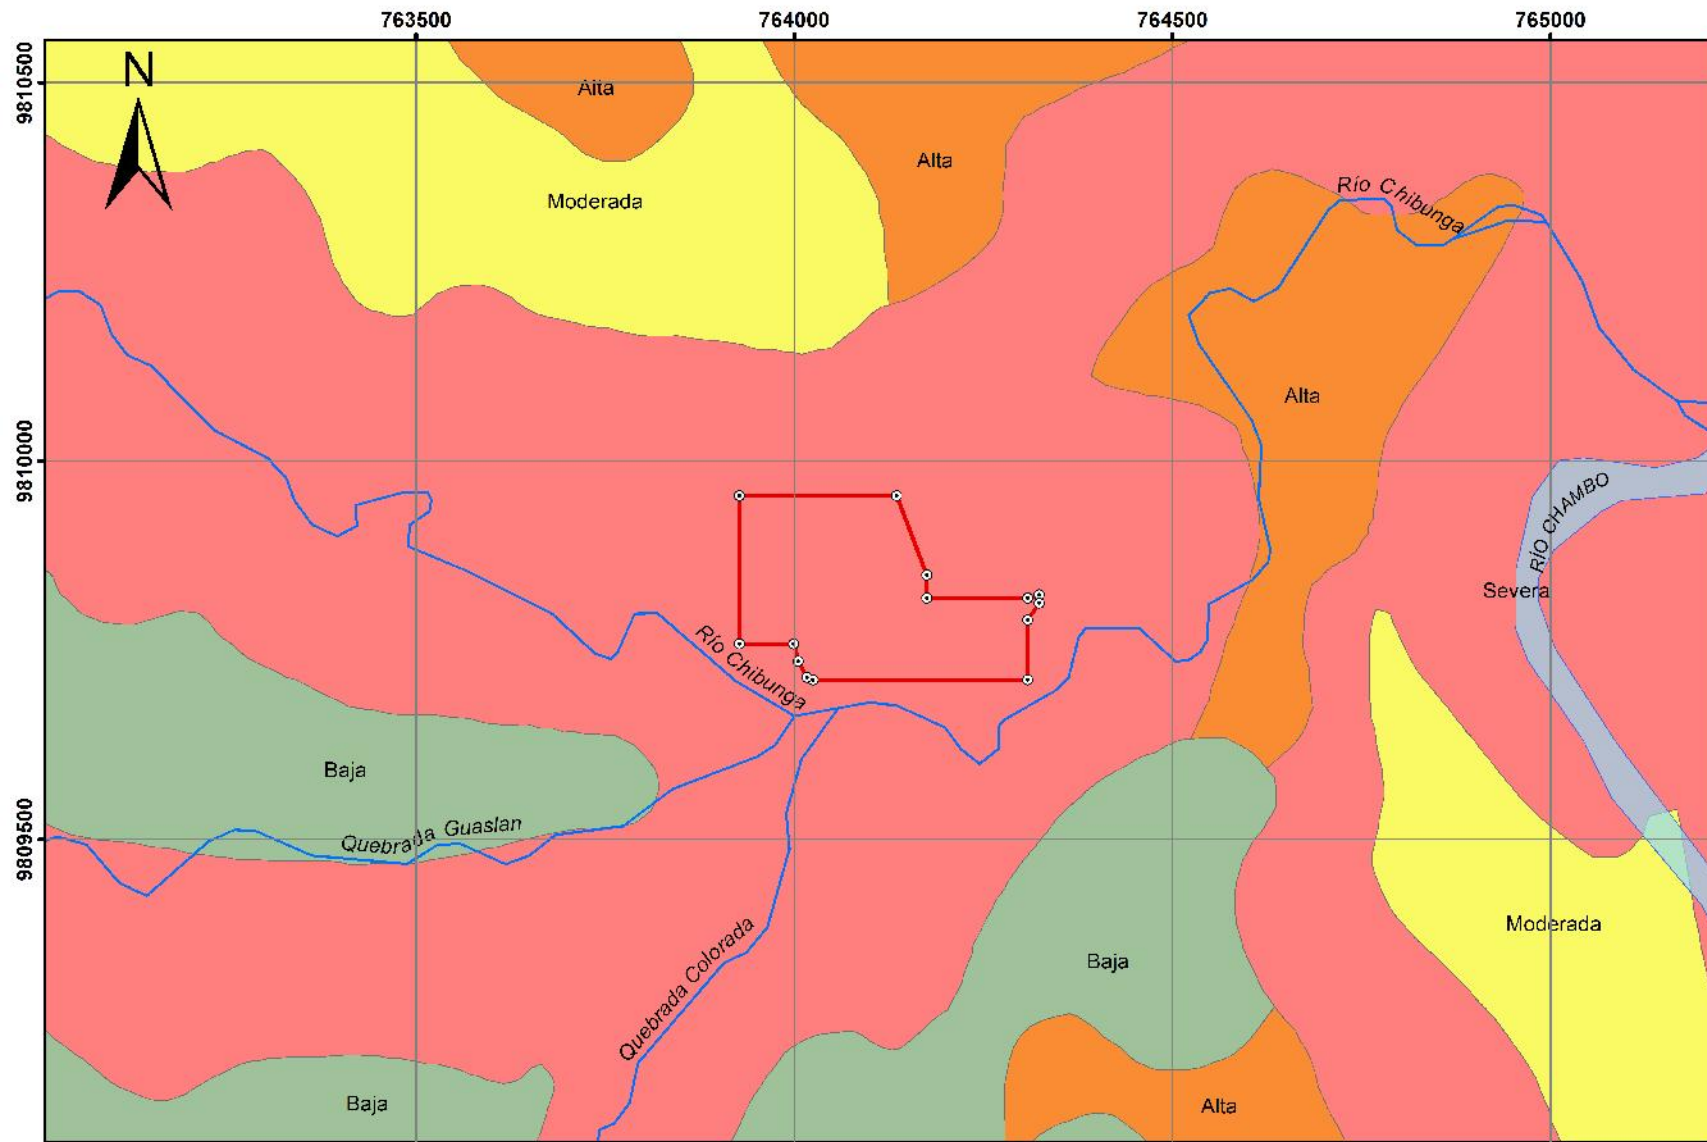 763500 764000 764500 765000
9810500
N
Alta
Alta
Moderada
Río Chibunga
Alta
9810000
RÍO CHAMBO
Severa
Río Chibunga
Baja
Quebrada Guaslan
9809500
Moderada
Quebrada Colorada
Baja
Baja
Alta